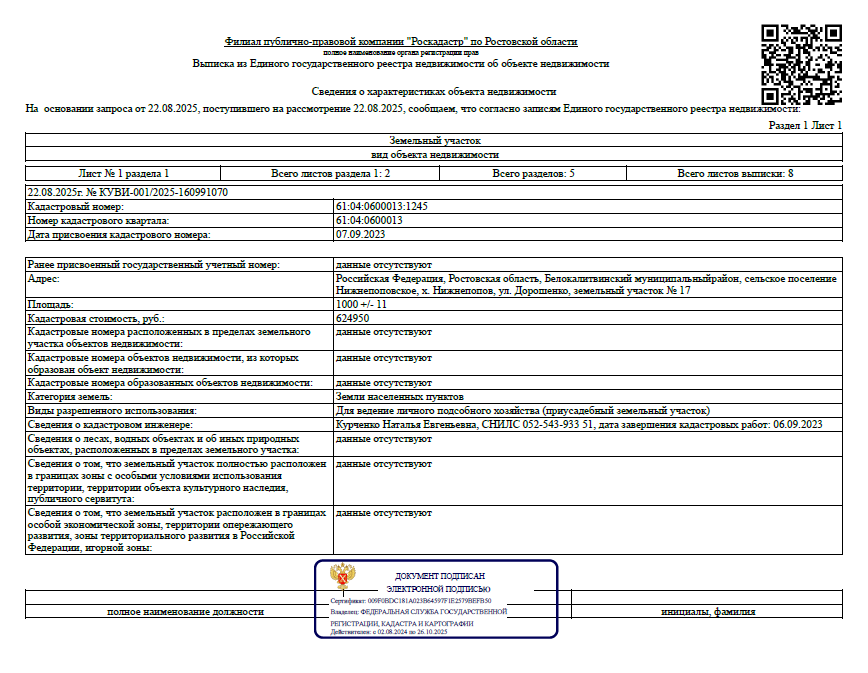 Филиал публично-правовой компании "Роскадастр" по Ростовской области
полное наименование органа регистрации прав
Выписка из Единого государственного реестра недвижимости об объекте недвижимости
Сведения о характеристиках объекта недвижимости
На основании запроса от 22.08.2025, поступившего на рассмотрение 22.08.2025, сообщаем, что согласно записям Единого государственного реестра недвижимости:
Раздел 1 Лист 1
Земельный участок
вид объекта недвижимости
Лист № 1 раздела 1 Всего листов раздела 1: 2 Всего разделов: 5 Всего листов выписки: 8
22.08.2025г. № КУВИ-001/2025-160991070
Кадастровый номер: 61:04:0600013:1245
Номер кадастрового квартала: 61:04:0600013
Дата присвоения кадастрового номера: 07.09.2023
Ранее присвоенный государственный учетный номер: данные отсутствуют
Адрес: Российская Федерация, Ростовская область, Белокалитвинский муниципальныйрайон, сельское поселение
Нижнепоповское, х. Нижнепопов, ул. Дорошенко, земельный участок № 17
Площадь: 1000 +/- 11
Кадастровая стоимость, руб.: 624950
Кадастровые номера расположенных в пределах земельного данные отсутствуют
участка объектов недвижимости:
Кадастровые номера объектов недвижимости, из которых данные отсутствуют
образован объект недвижимости:
Кадастровые номера образованных объектов недвижимости: данные отсутствуют
Категория земель: Земли населенных пунктов
Виды разрешенного использования: Для ведение личного подсобного хозяйства (приусадебный земельный участок)
Сведения о кадастровом инженере: Курченко Наталья Евгеньевна, СНИЛС 052-543-933 51, дата завершения кадастровых работ: 06.09.2023
Сведения о лесах, водных объектах и об иных природных данные отсутствуют
объектах, расположенных в пределах земельного участка:
Сведения о том, что земельный участок полностью расположен данные отсутствуют
в границах зоны с особыми условиями использования
территории, территории объекта культурного наследия,
публичного сервитута:
Сведения о том, что земельный участок расположен в границах данные отсутствуют
особой экономической зоны, территории опережающего
развития, зоны территориального развития в Российской
Федерации, игорной зоны:
ДОКУМЕНТ ПОДПИСАН
ЭЛЕКТРОННОЙ ПОДПИСЬЮ
Сертификат: 009F0BDC181A023B64597F1E2579BEFB50
Владелец: ФЕДЕРАЛЬНАЯ СЛУЖБА ГОСУДАРСТВЕННОЙ
РЕГИСТРАЦИИ, КАДАСТРА И КАРТОГРАФИИ
Действителен: с 02.08.2024 по 26.10.2025
полное наименование должности инициалы, фамилия